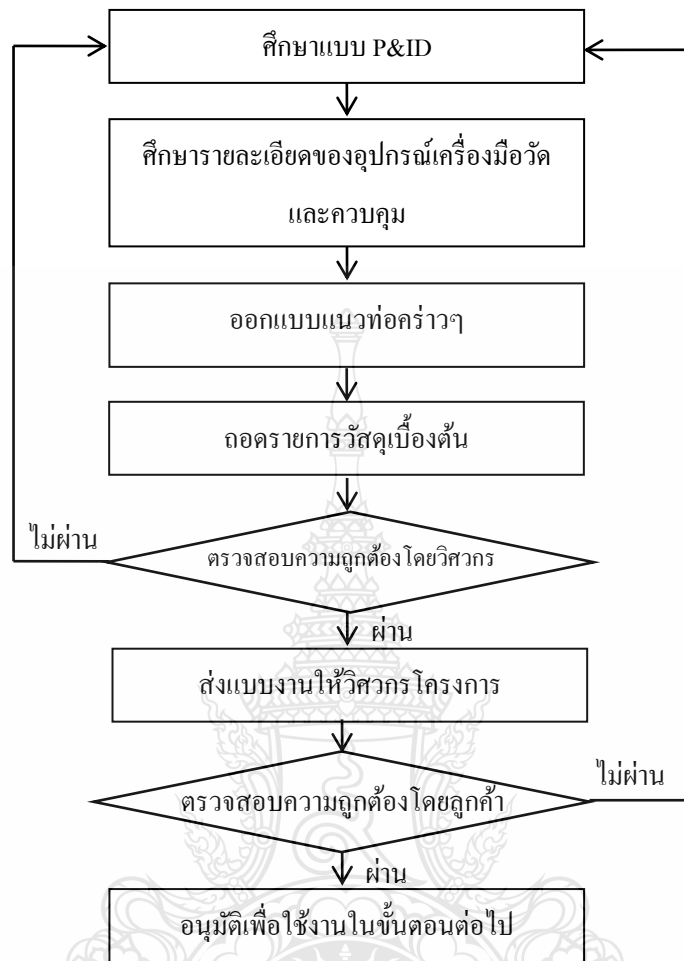 ศึกษาแบบ P&ID
ศึกษารายละเอียดของอุปกรณ์เครื่องมือวัด
และควบคุม
ออกแบบแนวท่อคร่าวๆ
ถอดรายการวัสดุเบื้องต้น
ไม่ผ่าน
ตรวจสอบความถูกต้องโดยวิศวกร
ผ่าน
ส่งแบบงานให้วิศวกรโครงการ
ไม่ผ่าน
ตรวจสอบความถูกต้องโดยลูกค้า
ผ่าน
อนุมัติเพื่อใช้งานในขั้นตอนต่อไป